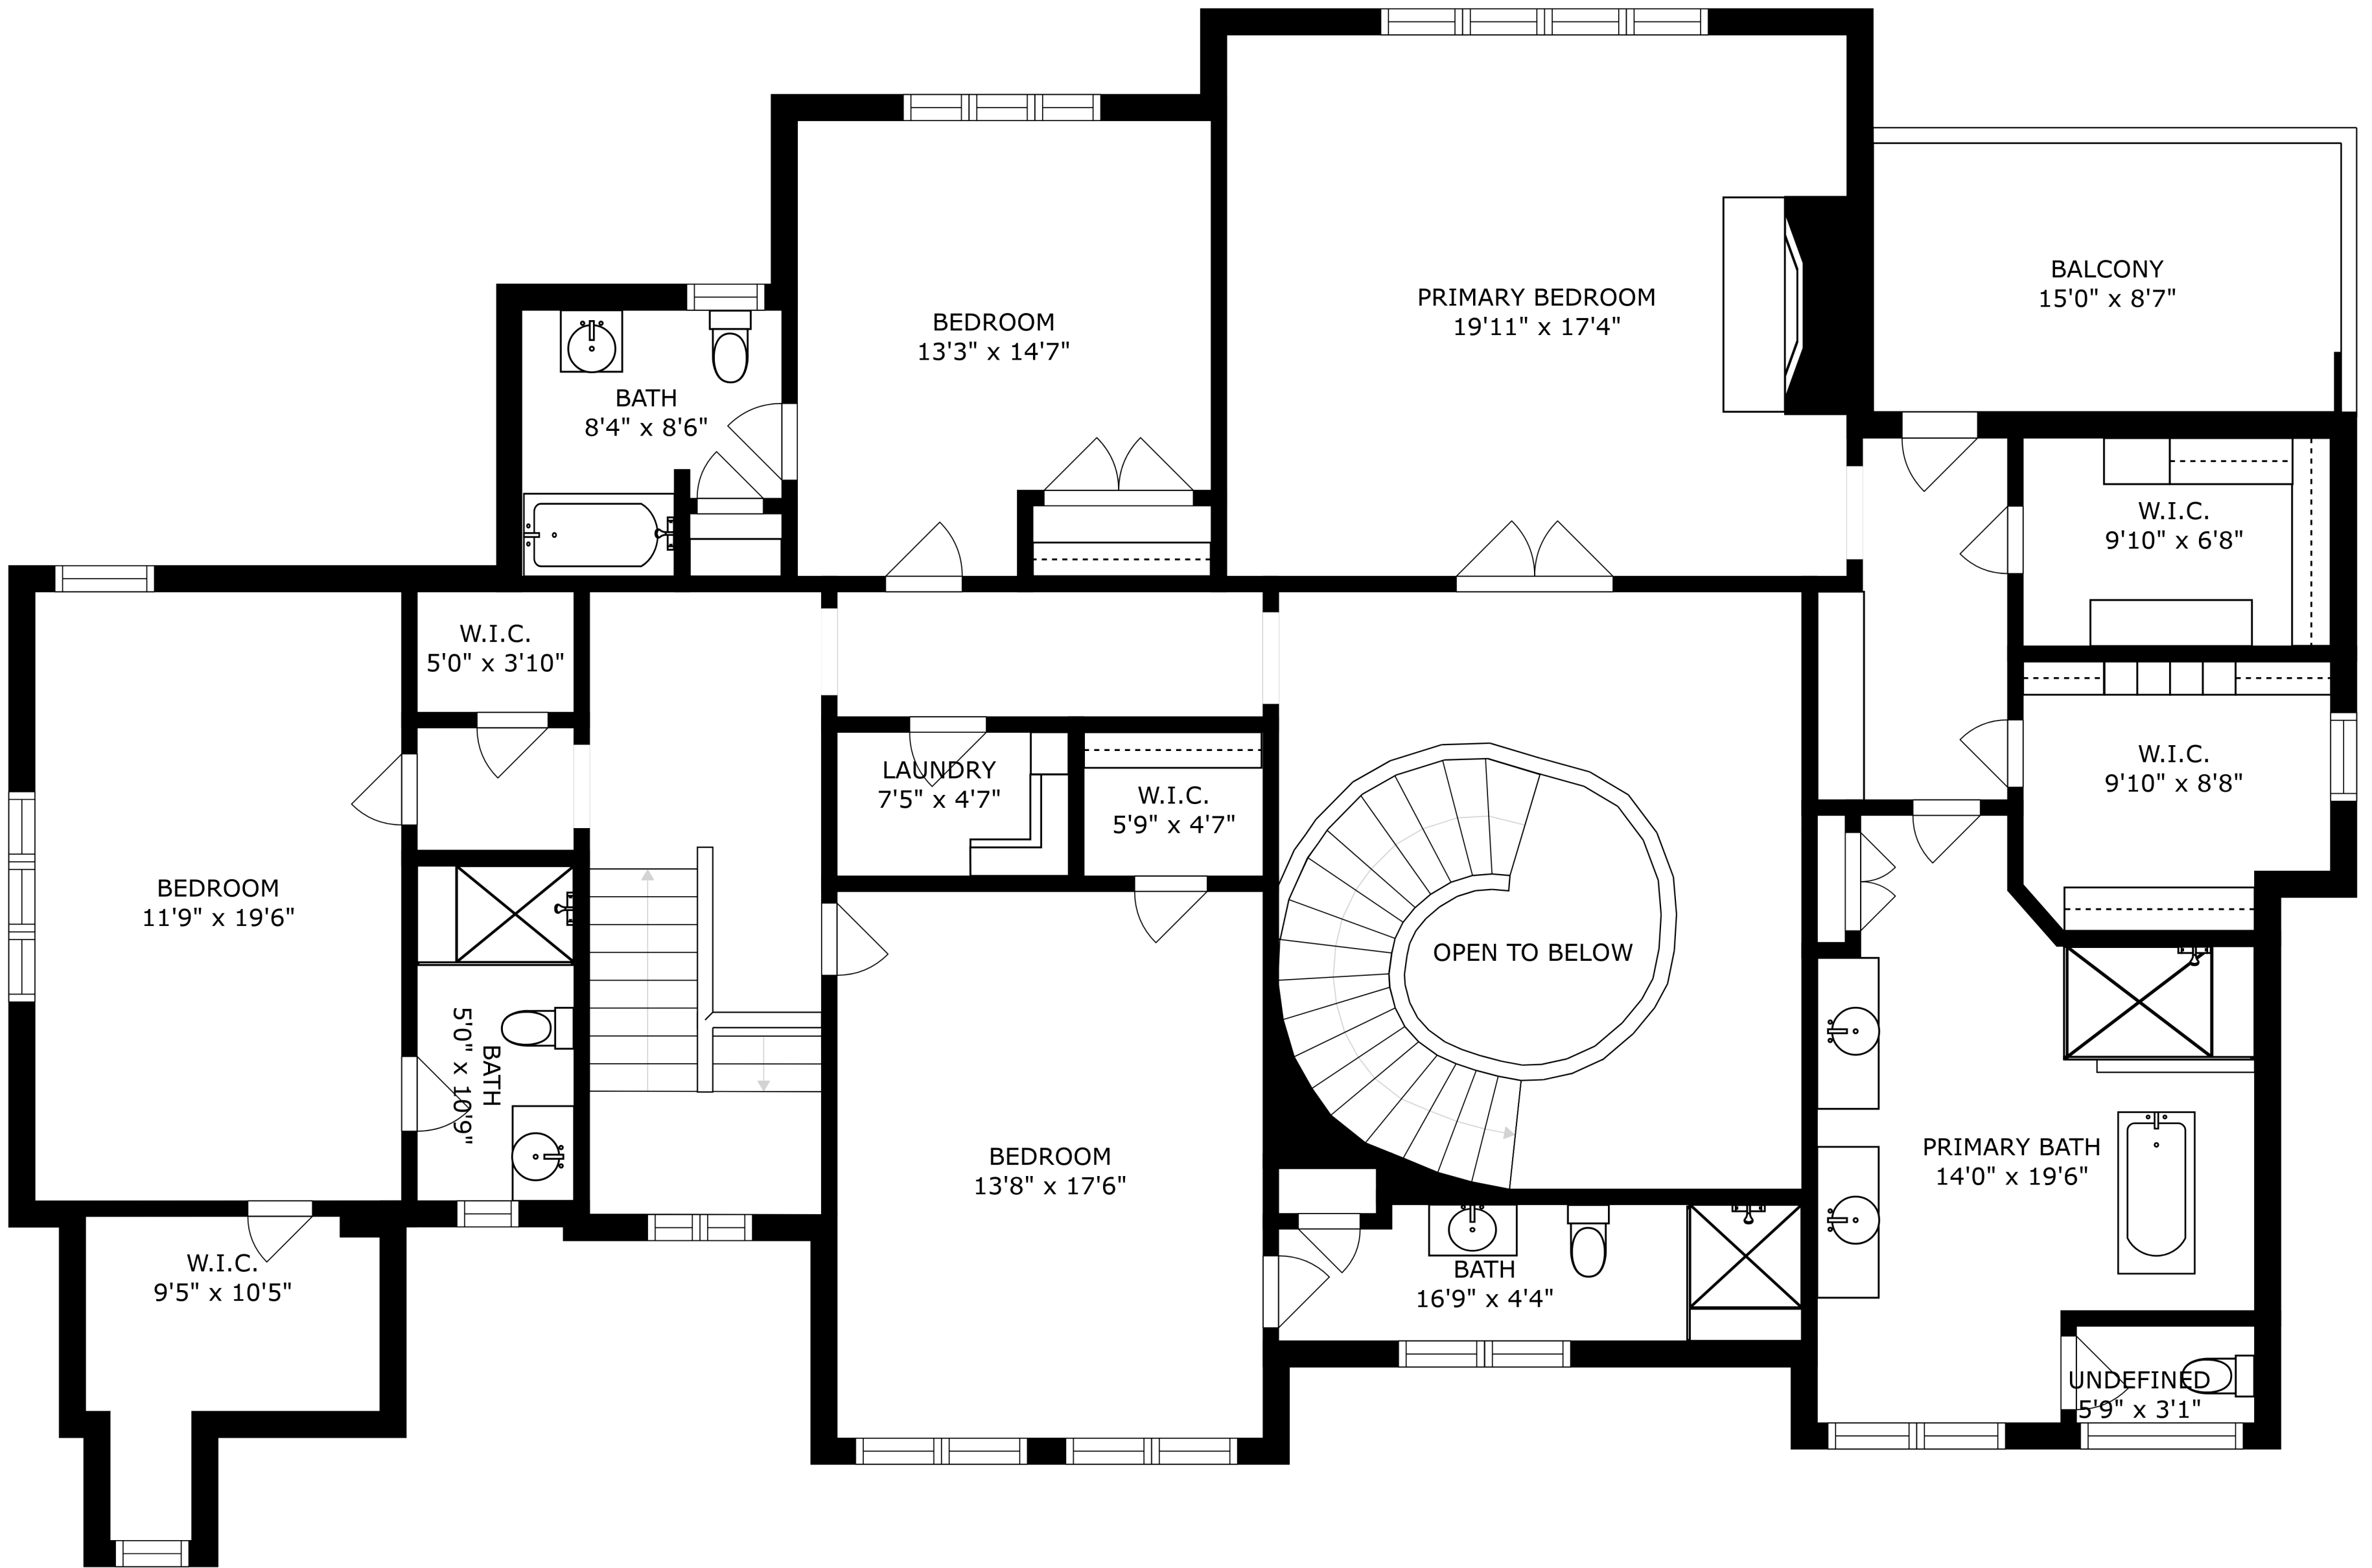 PRIMARY BEDROOM
19'11" x 17'4"
BALCONY
15'0" x 8'7"
BEDROOM
13'3" x 14'7"
BATH
8'4" x 8'6"
W.I.C.
9'10" x 6'8"
W.I.C.
5'0" x 3'10"
W.I.C.
9'10" x 8'8"
LAUNDRY
7'5" x 4'7"
W.I.C.
5'9" x 4'7"
BEDROOM
11'9" x 19'6"
OPEN TO BELOW
BATH
5'0" x 10'9"
BEDROOM
13'8" x 17'6"
PRIMARY BATH
14'0" x 19'6"
W.I.C.
9'5" x 10'5"
BATH
16'9" x 4'4"
UNDEFINED
5'9" x 3'1"